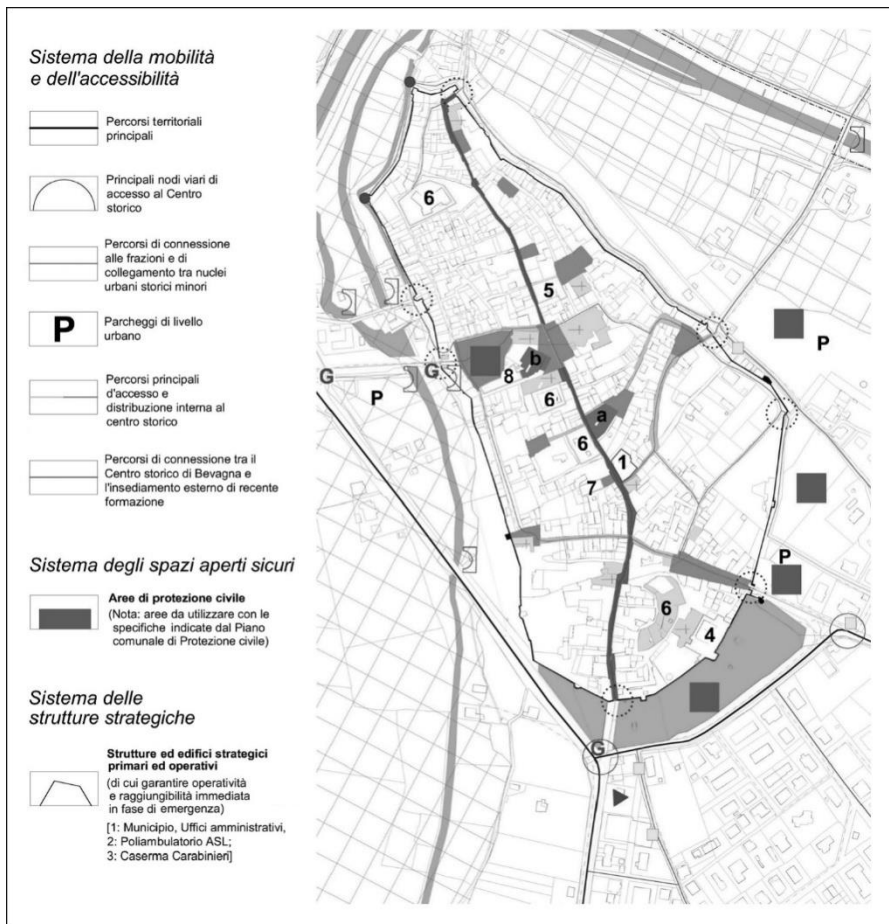 Sistema della mobilità
e dell'accessibilità
Percorsi territoriali
principali
Principali nodi viari di
accesso al Centro
storico
Percorsi di connessione
alle frazioni e di
collegamento tra nuclei
urbani storici minori
P
Parcheggi di livello
urbano
Percorsi principali
d'accesso e
distribuzione interna al
centro storico
Percorsi di connessione tra il
Centro storico di Bevagna e
l'insediamento esterno di recente
formazione
Sistema degli spazi aperti sicuri
Aree di protezione civile
(Nota: aree da utilizzare con le
specifiche indicate dal Piano
comunale di Protezione civile)
Sistema delle
strutture strategiche
Strutture ed edifici strategici
primari ed operativi
(di cui garantire operatività
e raggiungibilità immediata
in fase di emergenza)
[1: Municipio, Uffici amministrativi,
2: Poliambulatorio ASL;
3: Caserma Carabinieri]
6
5
P
b
G
G
8
P
6
a
6
1
7
P
6
4
G